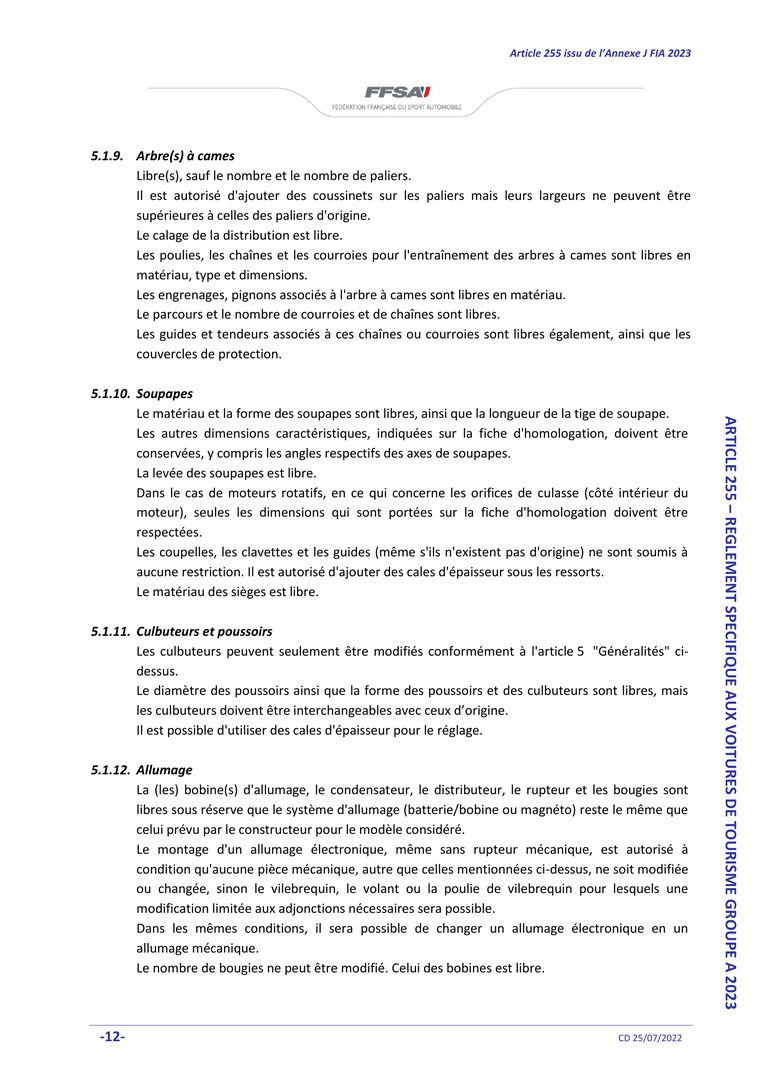 Article 255 issu de l'Annexe J FIA 2023
FFSA
FÉDÉRATION FRANÇAISE DU SPORT AUTOMOBILE
5.1.9. Arbre(s) à cames
Libre(s), sauf le nombre et le nombre de paliers.
Il est autorisé d'ajouter des coussinets sur les paliers mais leurs largeurs ne peuvent être
supérieures à celles des paliers d'origine.
Le calage de la distribution est libre.
Les poulies, les chaînes et les courroies pour l'entraînement des arbres à cames sont libres en
matériau, type et dimensions.
Les engrenages, pignons associés à l'arbre à cames sont libres en matériau.
Le parcours et le nombre de courroies et de chaînes sont libres.
Les guides et tendeurs associés à ces chaînes ou courroies sont libres également, ainsi que les
couvercles de protection.
5.1.10. Soupapes
Le matériau et la forme des soupapes sont libres, ainsi que la longueur de la tige de soupape.
Les autres dimensions caractéristiques, indiquées sur la fiche d'homologation, doivent être
conservées, y compris les angles respectifs des axes de soupapes.
La levée des soupapes est libre.
Dans le cas de moteurs rotatifs, en ce qui concerne les orifices de culasse (côté intérieur du
moteur), seules les dimensions qui sont portées sur la fiche d'homologation doivent être
respectées.
Les coupelles, les clavettes et les guides (même s'ils n'existent pas d'origine) ne sont soumis à
aucune restriction. Il est autorisé d'ajouter des cales d'épaisseur sous les ressorts.
Le matériau des sièges est libre.
5.1.11. Culbuteurs et poussoirs
Les culbuteurs peuvent seulement être modifiés conformément à l'article 5 "Généralités" ci-
dessus.
Le diamètre des poussoirs ainsi que la forme des poussoirs et des culbuteurs sont libres, mais
les culbuteurs doivent être interchangeables avec ceux d’origine.
Il est possible d'utiliser des cales d'épaisseur pour le réglage.
5.1.12. Allumage
La (les) bobine(s) d'allumage, le condensateur, le distributeur, le rupteur et les bougies sont
libres sous réserve que le système d'allumage (batterie/bobine ou magnéto) reste le même que
celui prévu par le constructeur pour le modèle considéré.
Le montage d'un allumage électronique, même sans rupteur mécanique, est autorisé à
condition qu'aucune pièce mécanique, autre que celles mentionnées ci-dessus, ne soit modifiée
ou changée, sinon le vilebrequin, le volant ou la poulie de vilebrequin pour lesquels une
modification limitée aux adjonctions nécessaires sera possible.
Dans les mêmes conditions, il sera possible de changer un allumage électronique en un
allumage mécanique.
Le nombre de bougies ne peut être modifié. Celui des bobines est libre.
ARTICLE 255 – REGLEMENT SPECIFIQUE AUX VOITURES DE TOURISME GROUPE A 2023
-12-
CD 25/07/2022